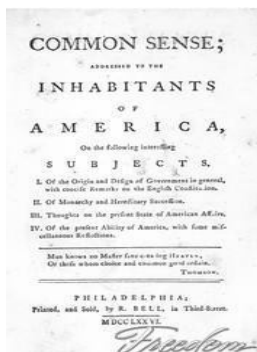 COMMON SENSE;
ADDRESSED TO THE
INHABITANTS
OF
AMERICA,
On the following interesting
SUBJECTS.
I. Of the Origin and Design of Government in general,
with concise Remarks on the English Constitution.
II. Of Monarchy and Hereditary Succession.
III. Thoughts on the present State of American Affairs.
IV. Of the present Ability of America, with some mis-
cellaneous Reflections.
Man knows no Master save creating HEAVEN,
Or those whom choice and common good ordain.
THOMSON.
PHILADELPHIA;
Printed, and Sold, by R. BELL, in Third-Street.
MDCCLXXVI.
Freedom